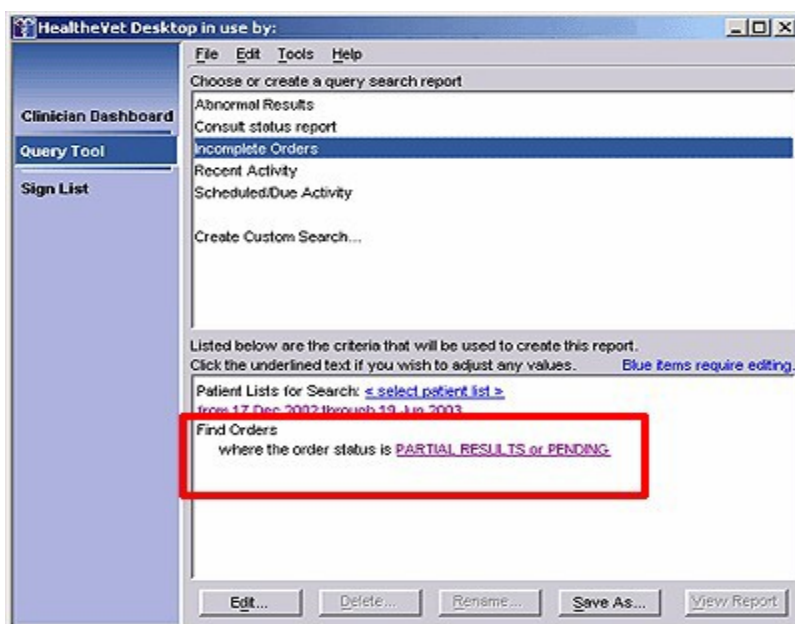 HealtheVet Desktop in use by:
File Edit Tools Help
Choose or create a query search report
Clinician Dashboard
Query Tool
Sign List
Abnormal Results
Consult status report
Incomplete Orders
Recent Activity
Scheduled/Due Activity
Create Custom Search...
Listed below are the criteria that will be used to create this report.
Click the underlined text if you wish to adjust any values. Blue items require editing.
Patient Lists for Search: < select patient list >
from 17 Dec 2002 through 19 Jun 2003
Find Orders
where the order status is PARTIAL RESULTS or PENDING
Edit... Delete... Rename... Save As... View Report